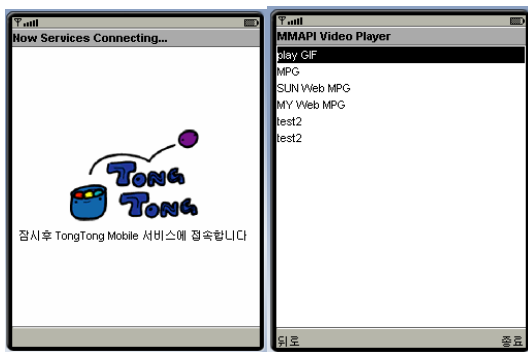 Now Services Connecting...
TONG
TONG
잠시후 TongTong Mobile 서비스에 접속합니다
MMAPI Video Player
play GIF
MPG
SUN Web MPG
MY Web MPG
test2
test2
뒤로
종료